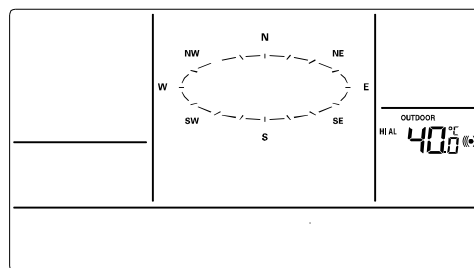 N
NW NE
W E
SW SE
S
OUTDOOR
HI AL 40.0 °C